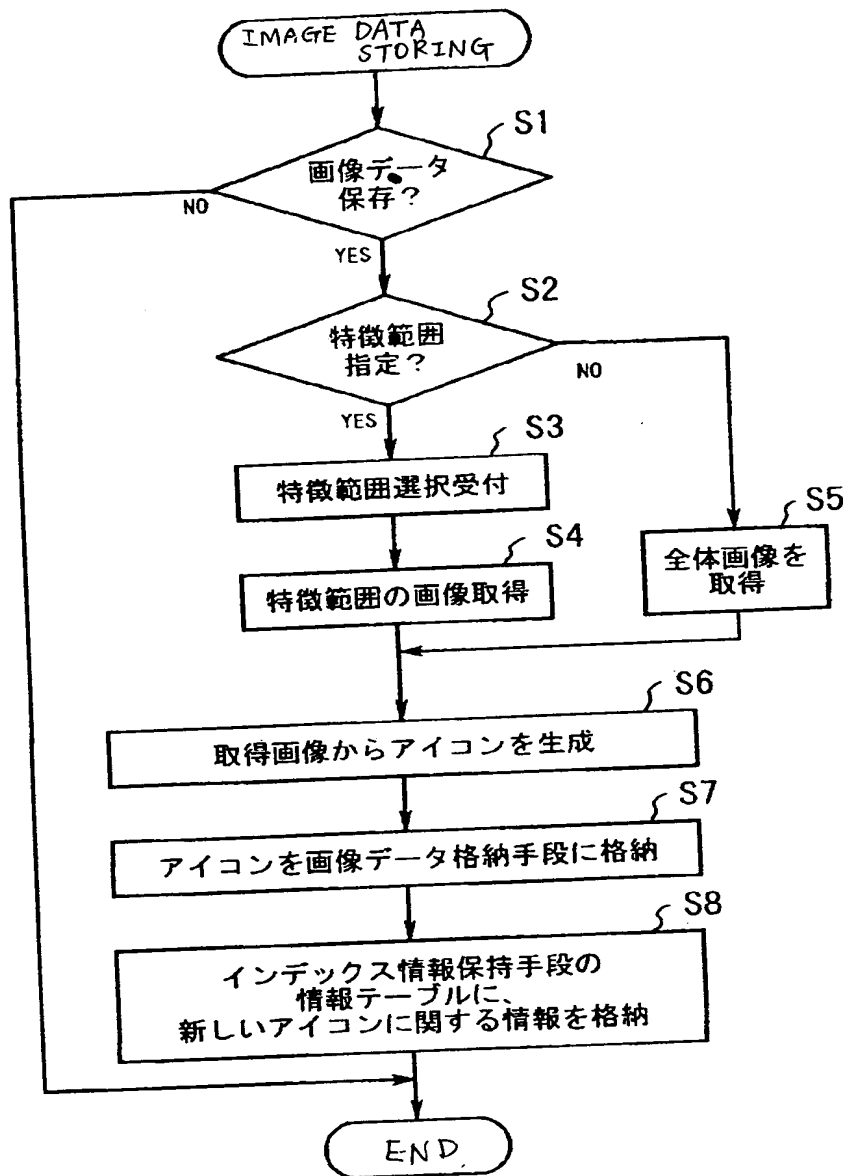 IMAGE DATA
STORING
S1
画像データ
保存?
NO
YES
S2
特徴範囲
指定?
NO
YES
S3
特徴範囲選択受付
S4
特徴範囲の画像取得
S5
全体画像を
取得
S6
取得画像からアイコンを生成
S7
アイコンを画像データ格納手段に格納
S8
インデックス情報保持手段の
情報テーブルに、
新しいアイコンに関する情報を格納
END.